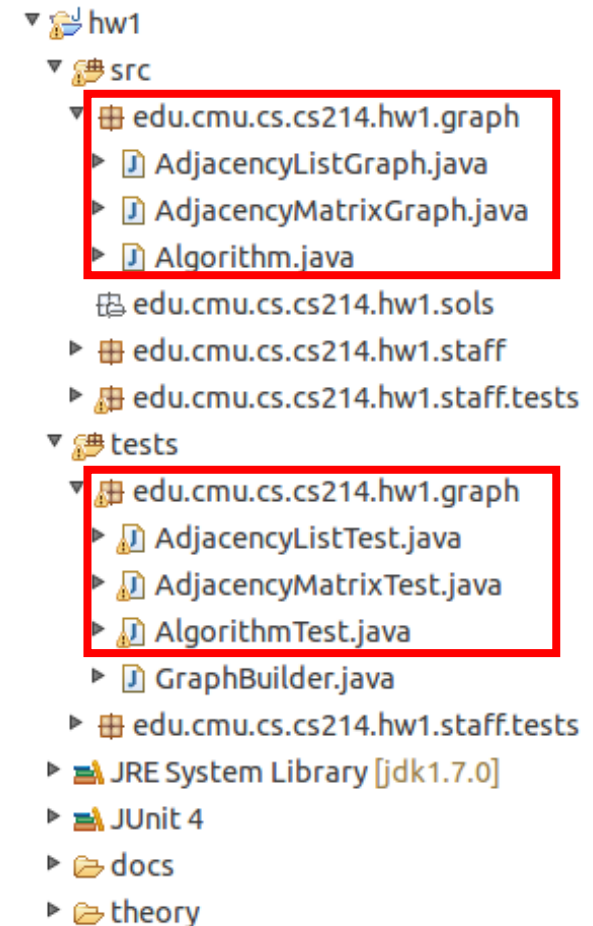 hw1
src
edu.cmu.cs.cs214.hw1.graph
AdjacencyListGraph.java
AdjacencyMatrixGraph.java
Algorithm.java
edu.cmu.cs.cs214.hw1.sols
edu.cmu.cs.cs214.hw1.staff
edu.cmu.cs.cs214.hw1.staff.tests
tests
edu.cmu.cs.cs214.hw1.graph
AdjacencyListTest.java
AdjacencyMatrixTest.java
AlgorithmTest.java
GraphBuilder.java
edu.cmu.cs.cs214.hw1.staff.tests
JRE System Library [jdk1.7.0]
JUnit 4
docs
theory